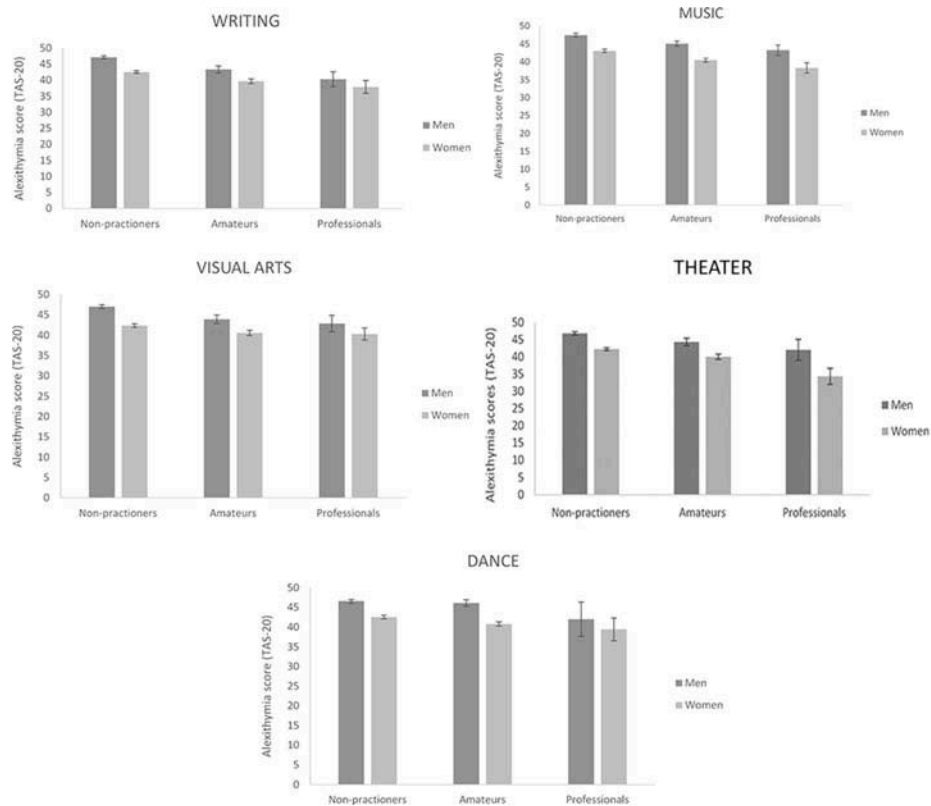 WRITING
Alexithymia score (TAS-20)
50
45
40
35
30
25
20
15
10
5
0
Non-practioners Amateurs Professionals
Men
Women
MUSIC
Alexithymia score (TAS-20)
50
45
40
35
30
25
20
15
10
5
0
Non-practioners Amateurs Professionals
Men
Women
VISUAL ARTS
Alexithymia score (TAS-20)
50
45
40
35
30
25
20
15
10
5
0
Non-practioners Amateurs Professionals
Men
Women
THEATER
Alexithymia scores (TAS-20)
50
45
40
35
30
25
20
15
10
5
0
Non-practioners Amateurs Professionals
Men
Women
DANCE
Alexithymia score (TAS-20)
50
45
40
35
30
25
20
15
10
5
0
Non-practioners Amateurs Professionals
Men
Women